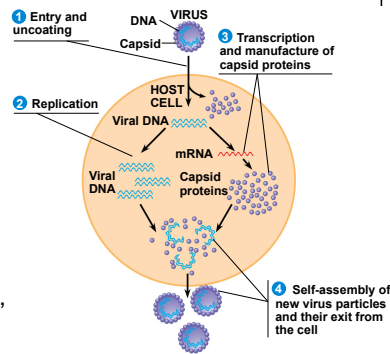 1 Entry and
uncoating
VIRUS
DNA
Capsid
3 Transcription
and manufacture of
capsid proteins
HOST
CELL
2 Replication
Viral DNA
mRNA
Viral
DNA
Capsid
proteins
4 Self-assembly of
new virus particles
and their exit from
the cell
,